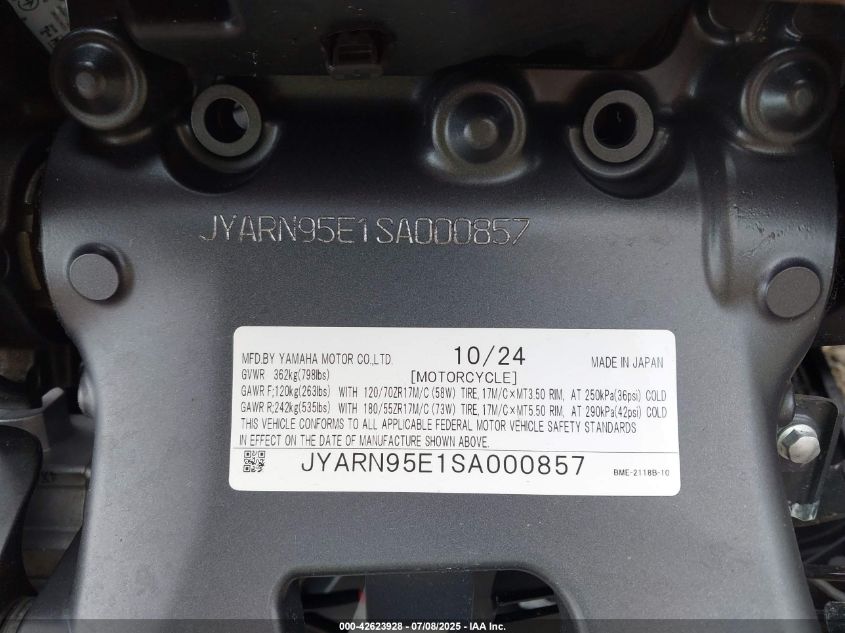 JYARN95E1SA000857
MFD.BY YAMAHA MOTOR CO.,LTD. 10/24 MADE IN JAPAN
GVWR 362kg(798lbs) [MOTORCYCLE]
GAWR F;120kg(263lbs) WITH 120/70ZR17M/C (58W) TIRE, 17M/C×MT3.50 RIM, AT 250kPa(36psi) COLD
GAWR R;242kg(535lbs) WITH 180/55ZR17M/C (73W) TIRE, 17M/C×MT5.50 RIM, AT 290kPa(42psi) COLD
THIS VEHICLE CONFORMS TO ALL APPLICABLE FEDERAL MOTOR VEHICLE SAFETY STANDARDS
IN EFFECT ON THE DATE OF MANUFACTURE SHOWN ABOVE.
JYARN95E1SA000857 BME-2118B-10
000-42623928 - 07/08/2025 - IAA Inc.